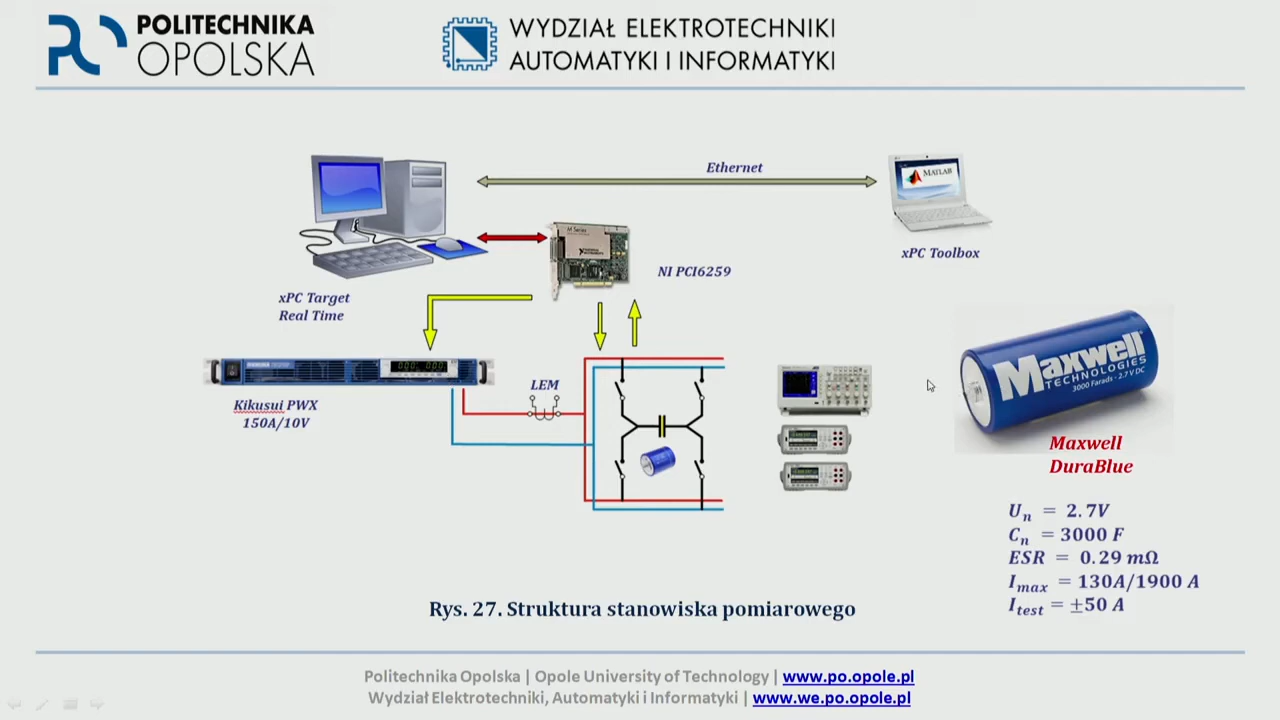 POLITECHNIKA
OPOLSKA
WYDZIAŁ ELEKTROTECHNIKI
AUTOMATYKI I INFORMATYKI
Ethernet
MATLAB
M Series
NATIONAL INSTRUMENTS
NI PCI6259
xPC Toolbox
xPC Target
Real Time
LEM
Kikusui PWX
150A/10V
Maxwell
TECHNOLOGIES
3000 Farads - 2.7V DC
Maxwell
DuraBlue
Uₙ = 2.7V
Cₙ = 3000 F
ESR = 0.29 mΩ
Imax = 130A/1900 A
Itest = ±50 A
Rys. 27. Struktura stanowiska pomiarowego
Politechnika Opolska | Opole University of Technology | www.po.opole.pl
Wydział Elektrotechniki, Automatyki i Informatyki | www.we.po.opole.pl